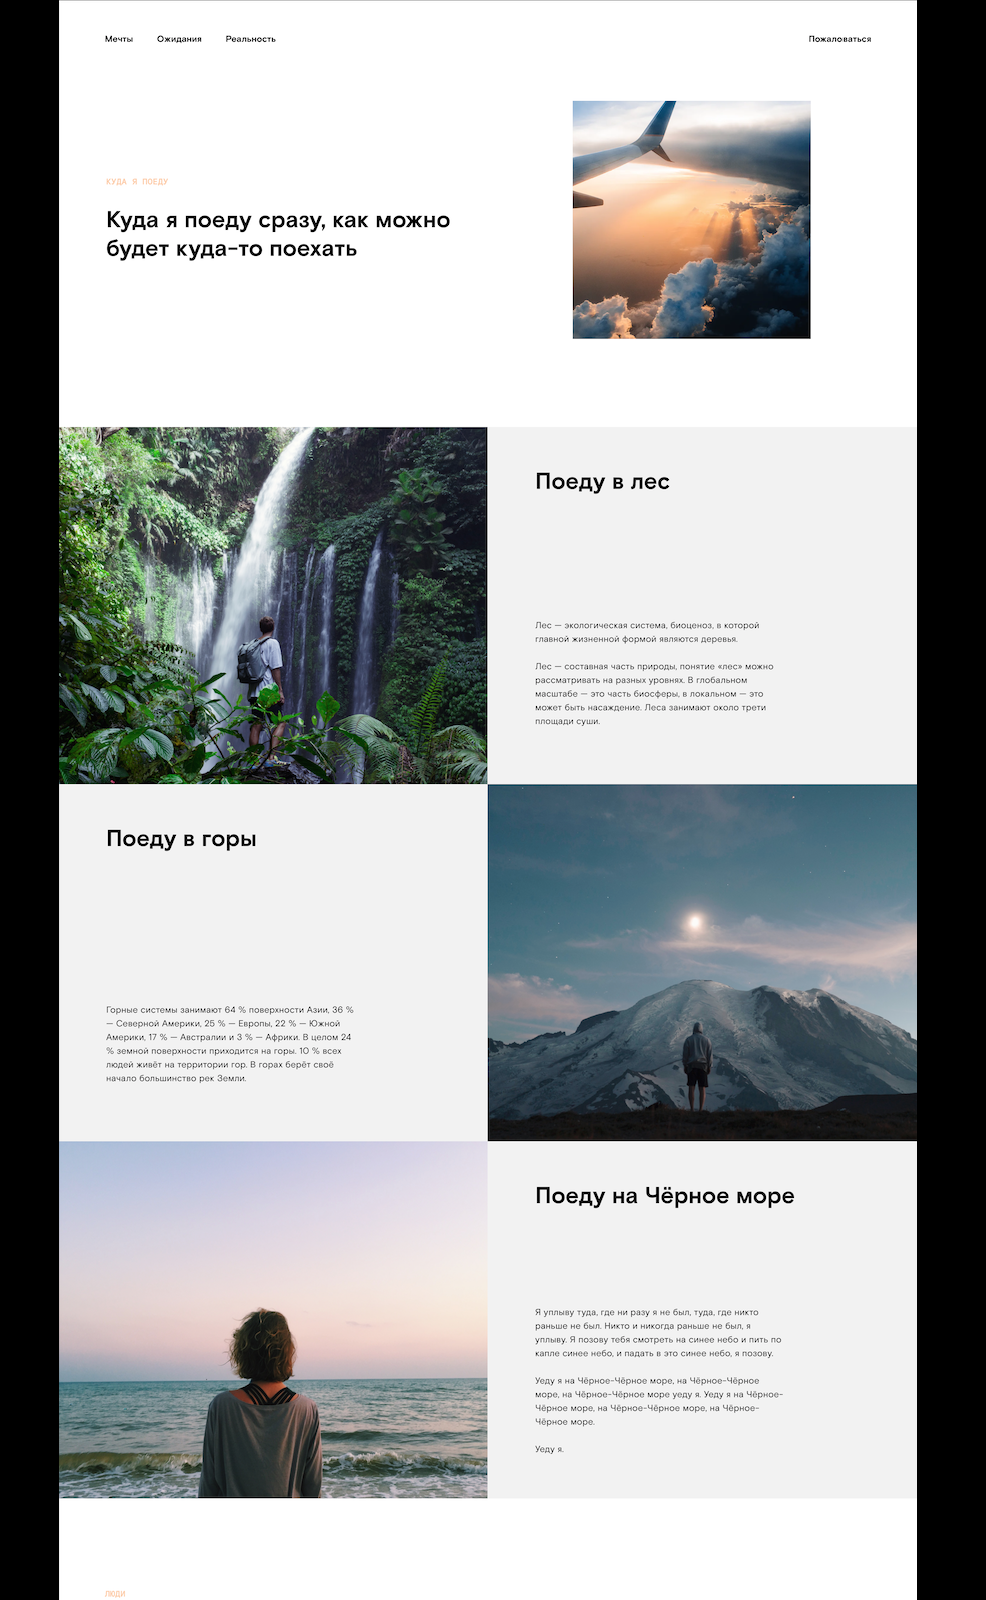 Мечты Ожидания Реальность Пожаловаться
КУДА Я ПОЕДУ
Куда я поеду сразу, как можно
будет куда-то поехать
Поеду в лес
Лес — экологическая система, биоценоз, в которой
главной жизненной формой являются деревья.
Лес — составная часть природы, понятие «лес» можно
рассматривать на разных уровнях. В глобальном
масштабе — это часть биосферы, в локальном — это
может быть насаждение. Леса занимают около трети
площади суши.
Поеду в горы
Горные системы занимают 64 % поверхности Азии, 36 %
— Северной Америки, 25 % — Европы, 22 % — Южной
Америки, 17 % — Австралии и 3 % — Африки. В целом 24
% земной поверхности приходится на горы. 10 % всех
людей живёт на территории гор. В горах берёт своё
начало большинство рек Земли.
Поеду на Чёрное море
Я уплыву туда, где ни разу я не был, туда, где никто
раньше не был. Никто и никогда раньше не был, я
уплыву. Я позову тебя смотреть на синее небо и пить по
капле синее небо, и падать в это синее небо, я позову.
Уеду я на Чёрное-Чёрное море, на Чёрное-Чёрное
море, на Чёрное-Чёрное море уеду я. Уеду я на Чёрное-
Чёрное море, на Чёрное-Чёрное море, на Чёрное-
Чёрное море.
Уеду я.
ЛЮДИ